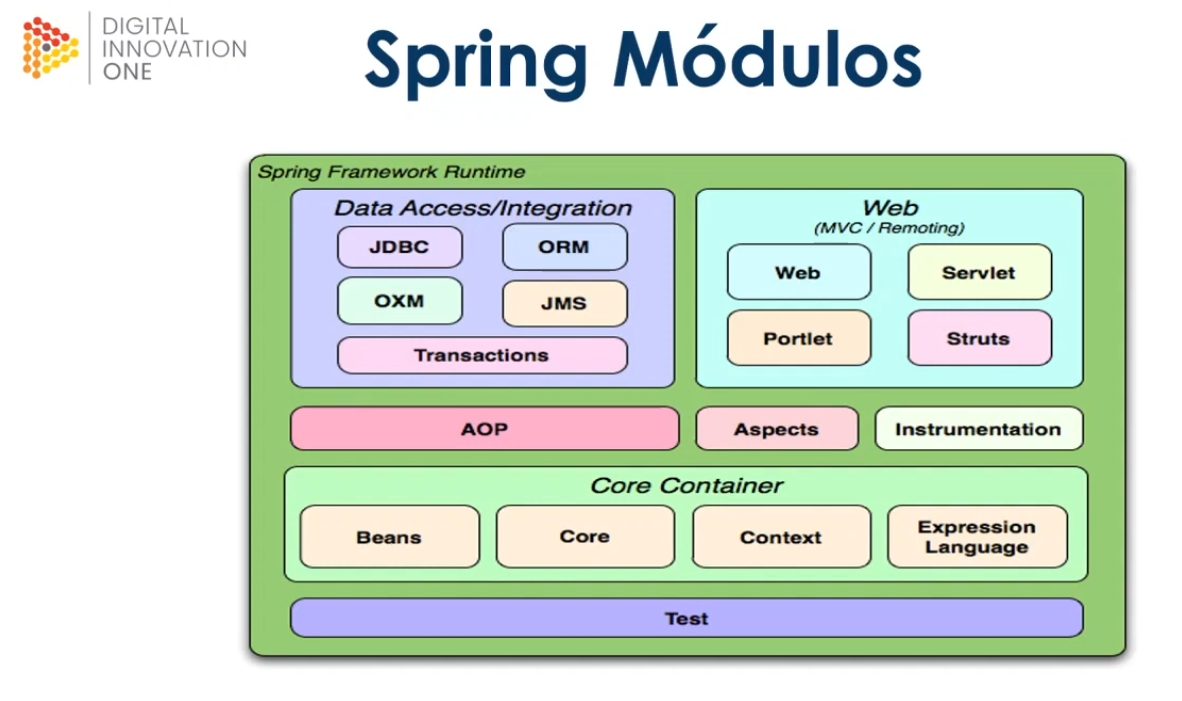 DIGITAL
INNOVATION
ONE
Spring Módulos
Spring Framework Runtime
Data Access/Integration
JDBC
ORM
OXM
JMS
Transactions
Web
(MVC / Remoting)
Web
Servlet
Portlet
Struts
AOP
Aspects
Instrumentation
Core Container
Beans
Core
Context
Expression
Language
Test